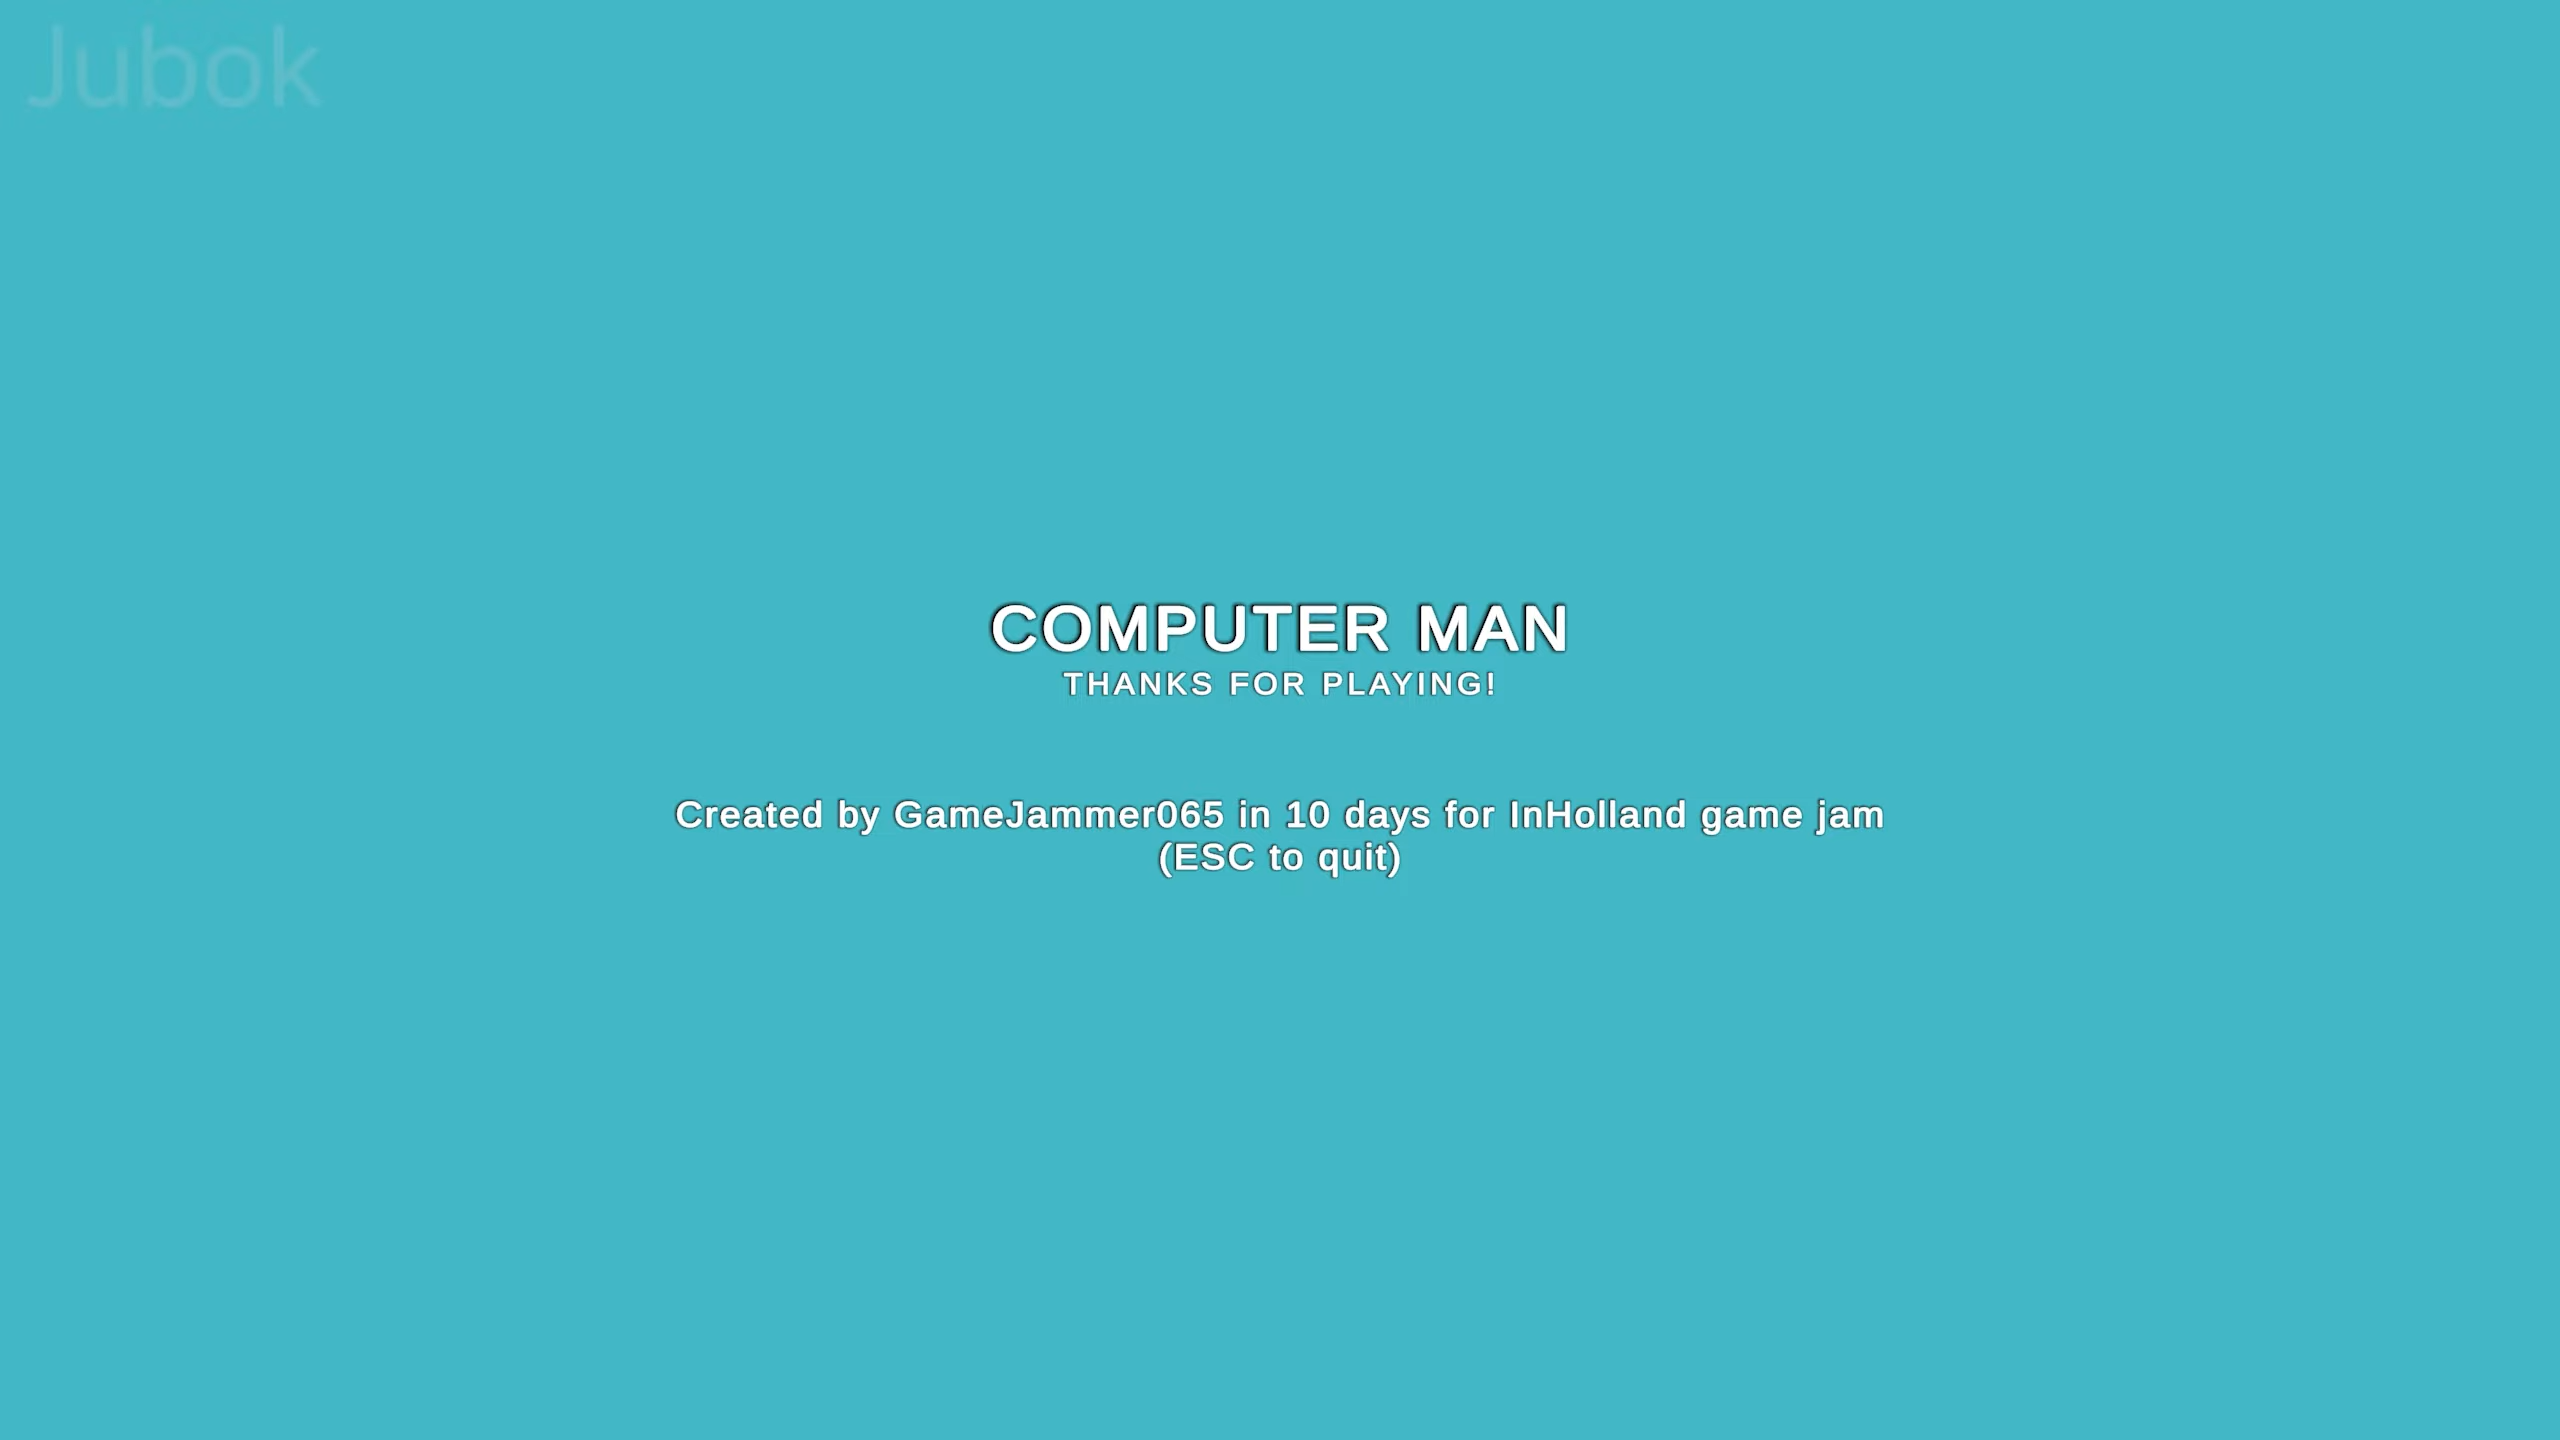 Jubok
COMPUTER MAN
THANKS FOR PLAYING!
Created by GameJammer065 in 10 days for InHolland game jam
(ESC to quit)